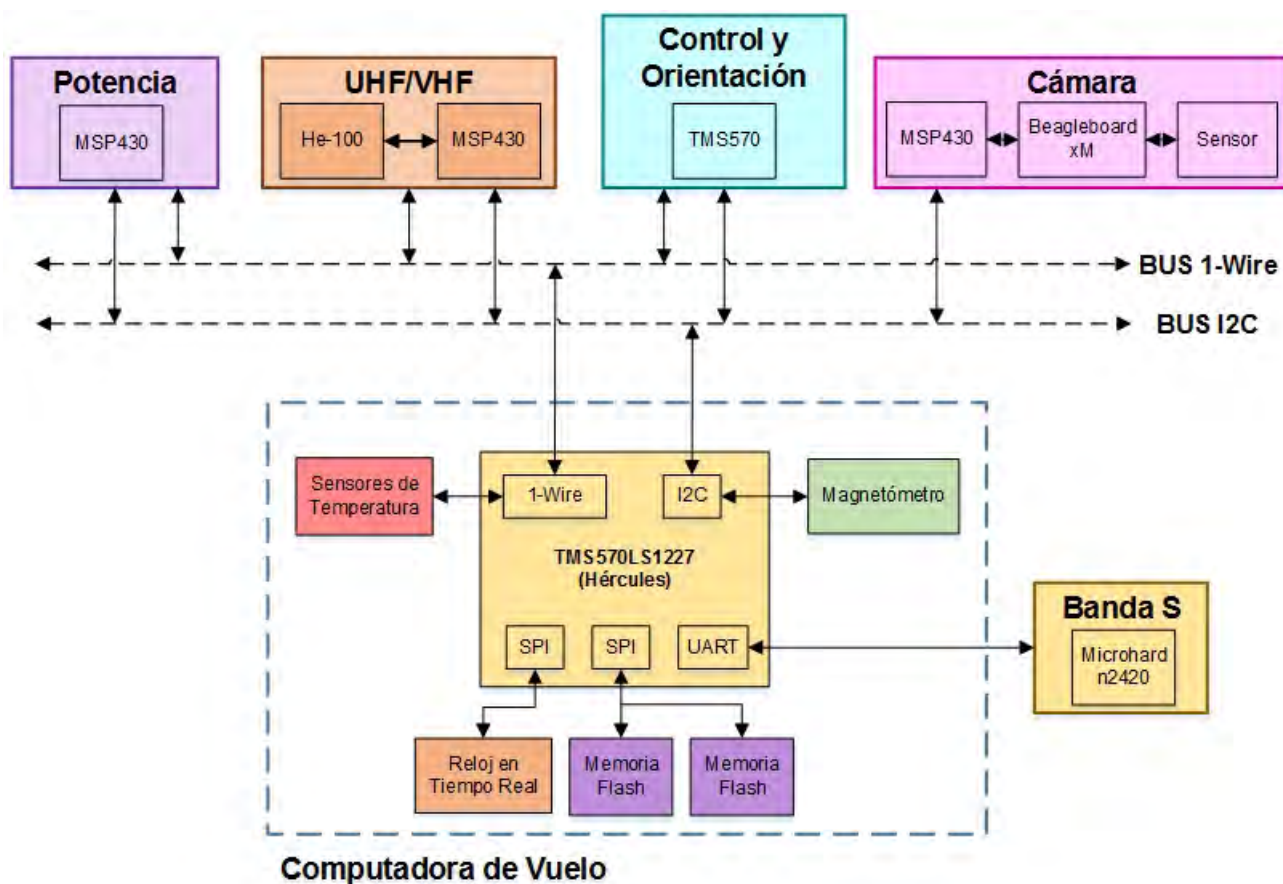 Potencia
MSP430
UHF/VHF
He-100
MSP430
Control y
Orientación
TMS570
Cámara
MSP430
Beagleboard
xM
Sensor
BUS 1-Wire
BUS I2C
Sensores de
Temperatura
1-Wire
I2C
Magnetómetro
TMS570LS1227
(Hércules)
SPI
SPI
UART
Banda S
Microhard
n2420
Reloj en
Tiempo Real
Memoria
Flash
Memoria
Flash
Computadora de Vuelo